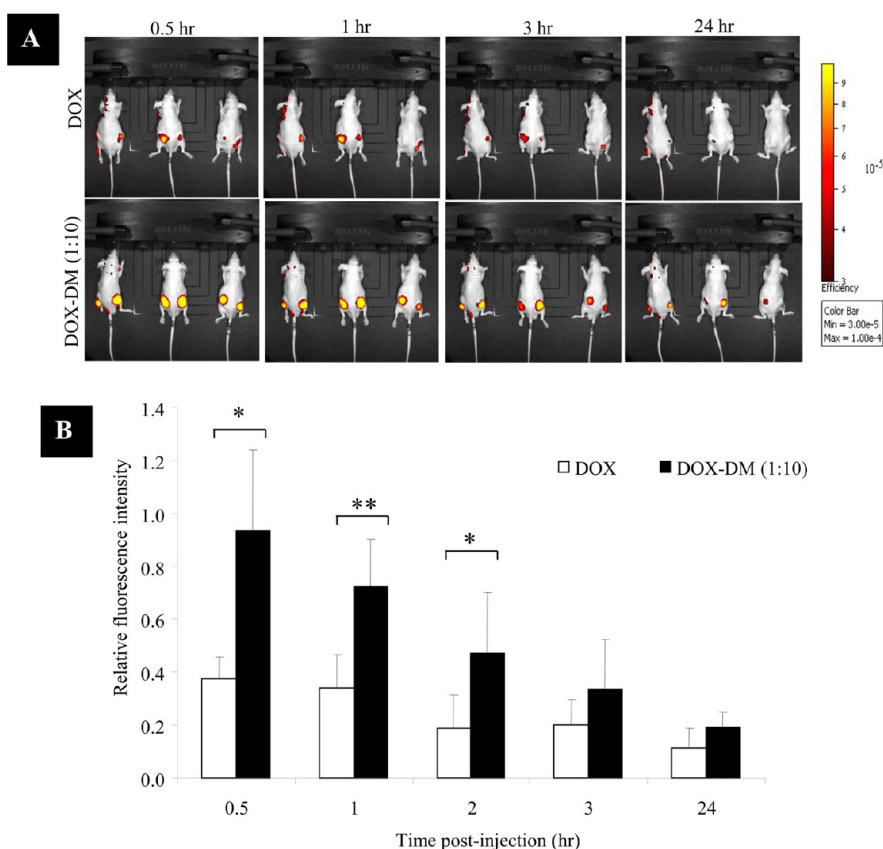 A
0.5 hr
1 hr
3 hr
24 hr
DOX
DOX-DM (1:10)
9
8
7
6
5
4
3
10⁻⁵
Efficiency
Color Bar
Min = 3.00e-5
Max = 1.00e-4
B
Relative fluorescence intensity
1.4
1.2
1.0
0.8
0.6
0.4
0.2
0.0
*
**
*
DOX
DOX-DM (1:10)
0.5
1
2
3
24
Time post-injection (hr)